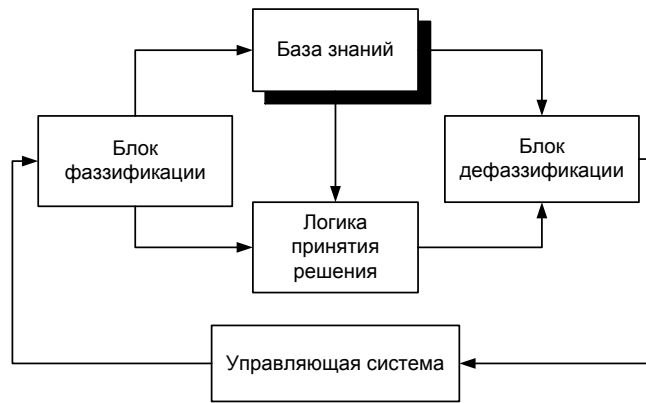 База знаний
Блок
фаззификации
Блок
дефаззификации
Логика
принятия
решения
Управляющая система